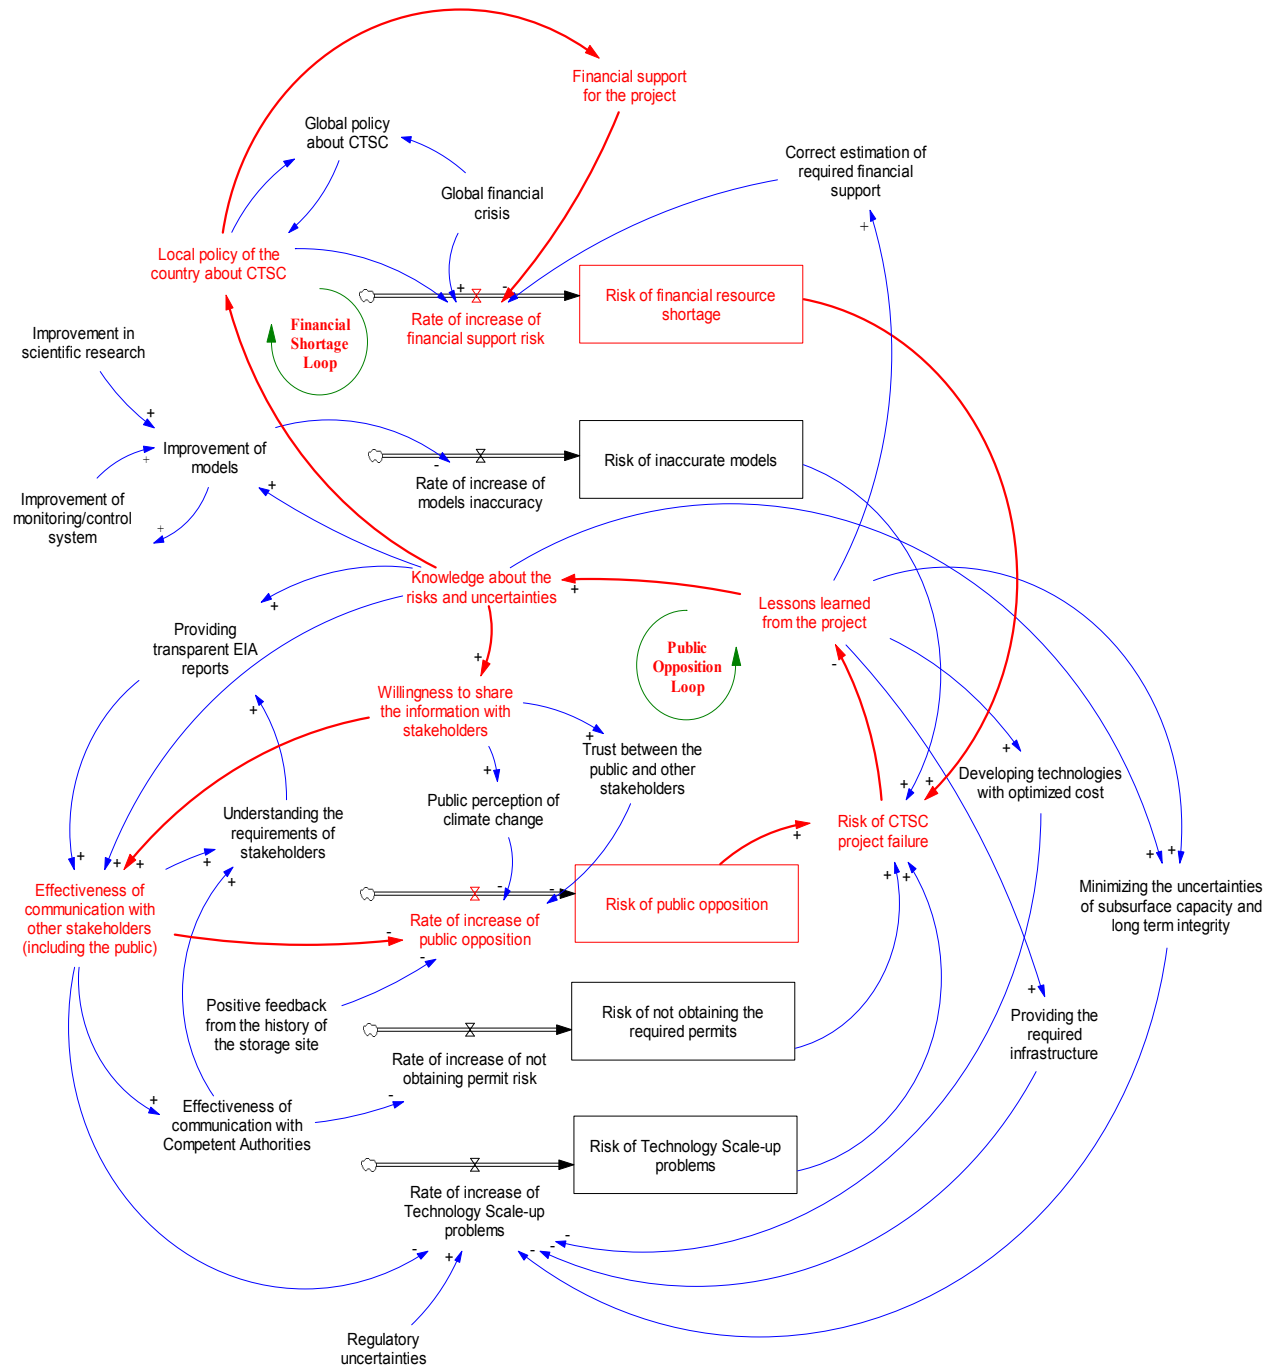 Financial support
for the project
Global policy
about CTSC
Correct estimation of
required financial
support
+
Global financial
crisis
Local policy of the
country about CTSC
Risk of financial resource
shortage
+
-
Rate of increase of
financial support risk
Financial
Shortage
Loop
Improvement in
scientific research
+
Improvement of
models
+
+
Risk of inaccurate models
-
Rate of increase of
models inaccuracy
Improvement of
monitoring/control
system
+
Knowledge about the
risks and uncertainties
+
+
Lessons learned
from the project
-
Providing
transparent EIA
reports
+
Public
Opposition
Loop
+
Willingness to share
the information with
stakeholders
+
+
Trust between the
public and other
stakeholders
+
Developing technologies
with optimized cost
Public perception of
climate change
Understanding the
requirements of
stakeholders
+
+
+
+
Risk of CTSC
project failure
+
+
+
+
+
+
+
+
Effectiveness of
communication with
other stakeholders
(including the public)
Minimizing the uncertainties
of subsurface capacity and
long term integrity
+
+
-
-
Risk of public opposition
Rate of increase of
public opposition
-
-
Positive feedback
from the history of
the storage site
Risk of not obtaining the
required permits
+
Providing the
required
infrastructure
Rate of increase of not
obtaining permit risk
-
+
Effectiveness of
communication with
Competent Authorities
Risk of Technology Scale-up
problems
Rate of increase of
Technology Scale-up
problems
-
+
-
-
-
Regulatory
uncertainties